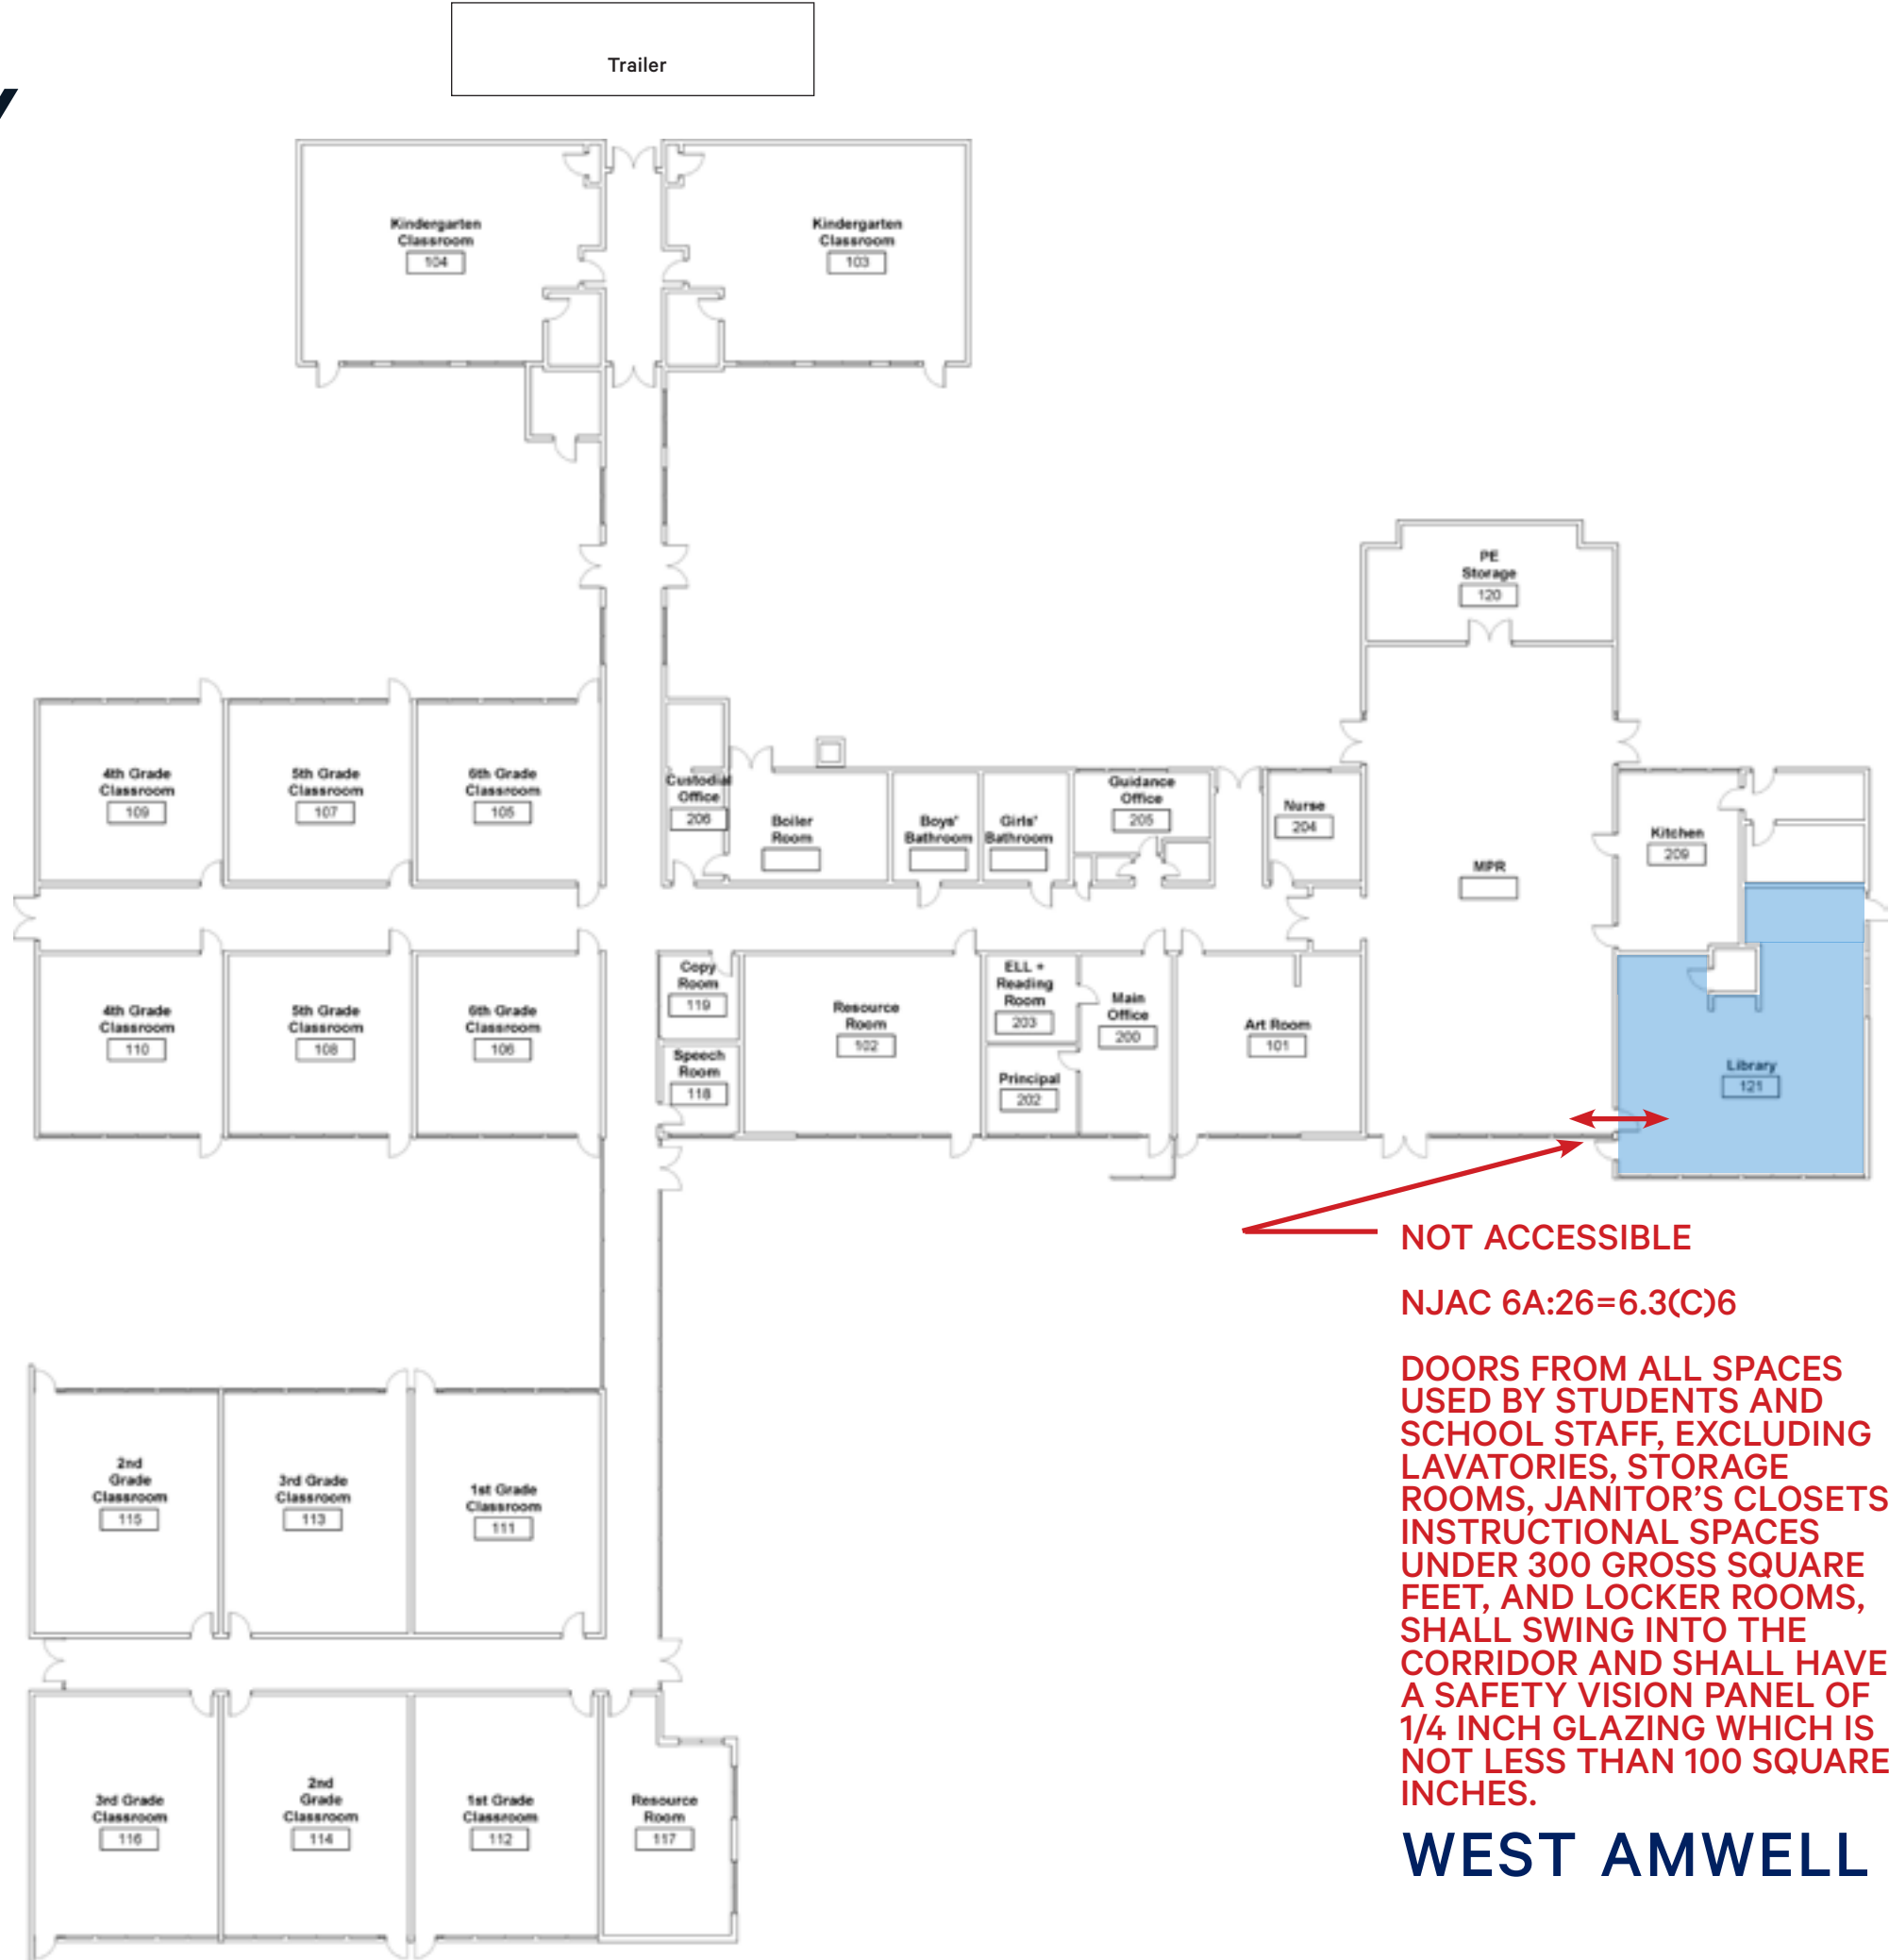 Trailer
Kindergarten
Classroom
104
Kindergarten
Classroom
103
PE
Storage
120
4th Grade
Classroom
109
5th Grade
Classroom
107
6th Grade
Classroom
105
Custodial
Office
206
Boiler
Room
Boys'
Bathroom
Girls'
Bathroom
Guidance
Office
205
Nurse
204
MPR
Kitchen
209
4th Grade
Classroom
110
5th Grade
Classroom
108
6th Grade
Classroom
106
Copy
Room
119
Speech
Room
118
Resource
Room
102
ELL +
Reading
Room
203
Principal
202
Main
Office
200
Art Room
101
Library
121
NOT ACCESSIBLE
NJAC 6A:26=6.3(C)6
DOORS FROM ALL SPACES
USED BY STUDENTS AND
SCHOOL STAFF, EXCLUDING
LAVATORIES, STORAGE
ROOMS, JANITOR’S CLOSETS
INSTRUCTIONAL SPACES
UNDER 300 GROSS SQUARE
FEET, AND LOCKER ROOMS,
SHALL SWING INTO THE
CORRIDOR AND SHALL HAVE
A SAFETY VISION PANEL OF
1/4 INCH GLAZING WHICH IS
NOT LESS THAN 100 SQUARE
INCHES.
2nd
Grade
Classroom
115
3rd Grade
Classroom
113
1st Grade
Classroom
111
3rd Grade
Classroom
116
2nd
Grade
Classroom
114
1st Grade
Classroom
112
Resource
Room
117
WEST AMWELL